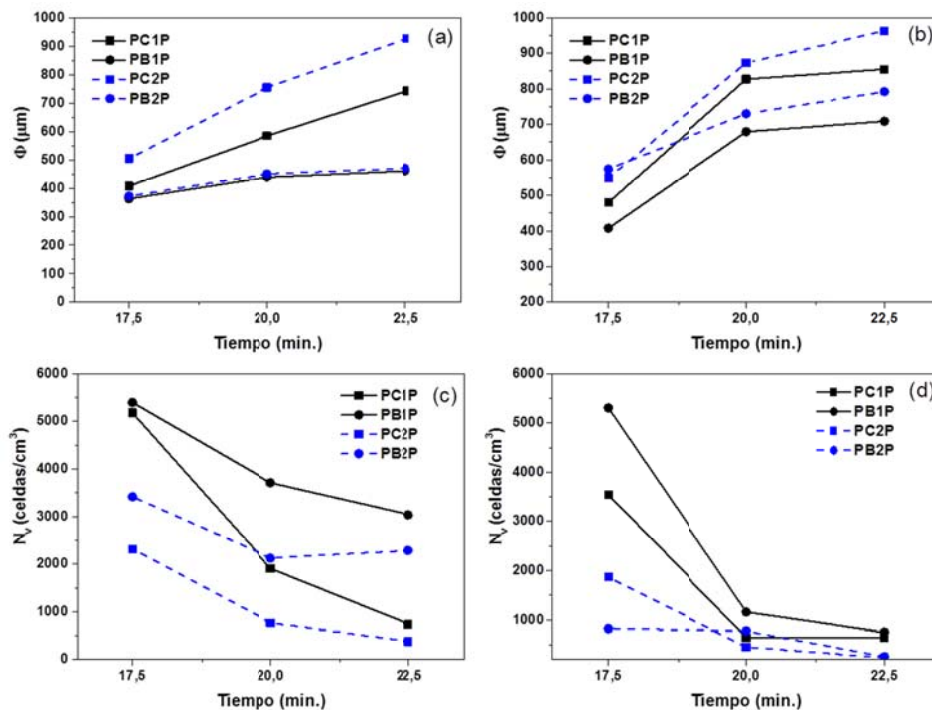 (a)
PC1P
PB1P
PC2P
PB2P
Φ (μm)
1000
900
800
700
600
500
400
300
200
100
0
17,5
20,0
22,5
Tiempo (min.)
(b)
PC1P
PB1P
PC2P
PB2P
Φ (μm)
1000
900
800
700
600
500
400
300
200
17,5
20,0
22,5
Tiempo (min.)
(c)
PC1P
PB1P
PC2P
PB2P
Nv (celdas/cm³)
6000
5000
4000
3000
2000
1000
0
17,5
20,0
22,5
Tiempo (min.)
(d)
PC1P
PB1P
PC2P
PB2P
Nv (celdas/cm³)
6000
5000
4000
3000
2000
1000
17,5
20,0
22,5
Tiempo (min.)